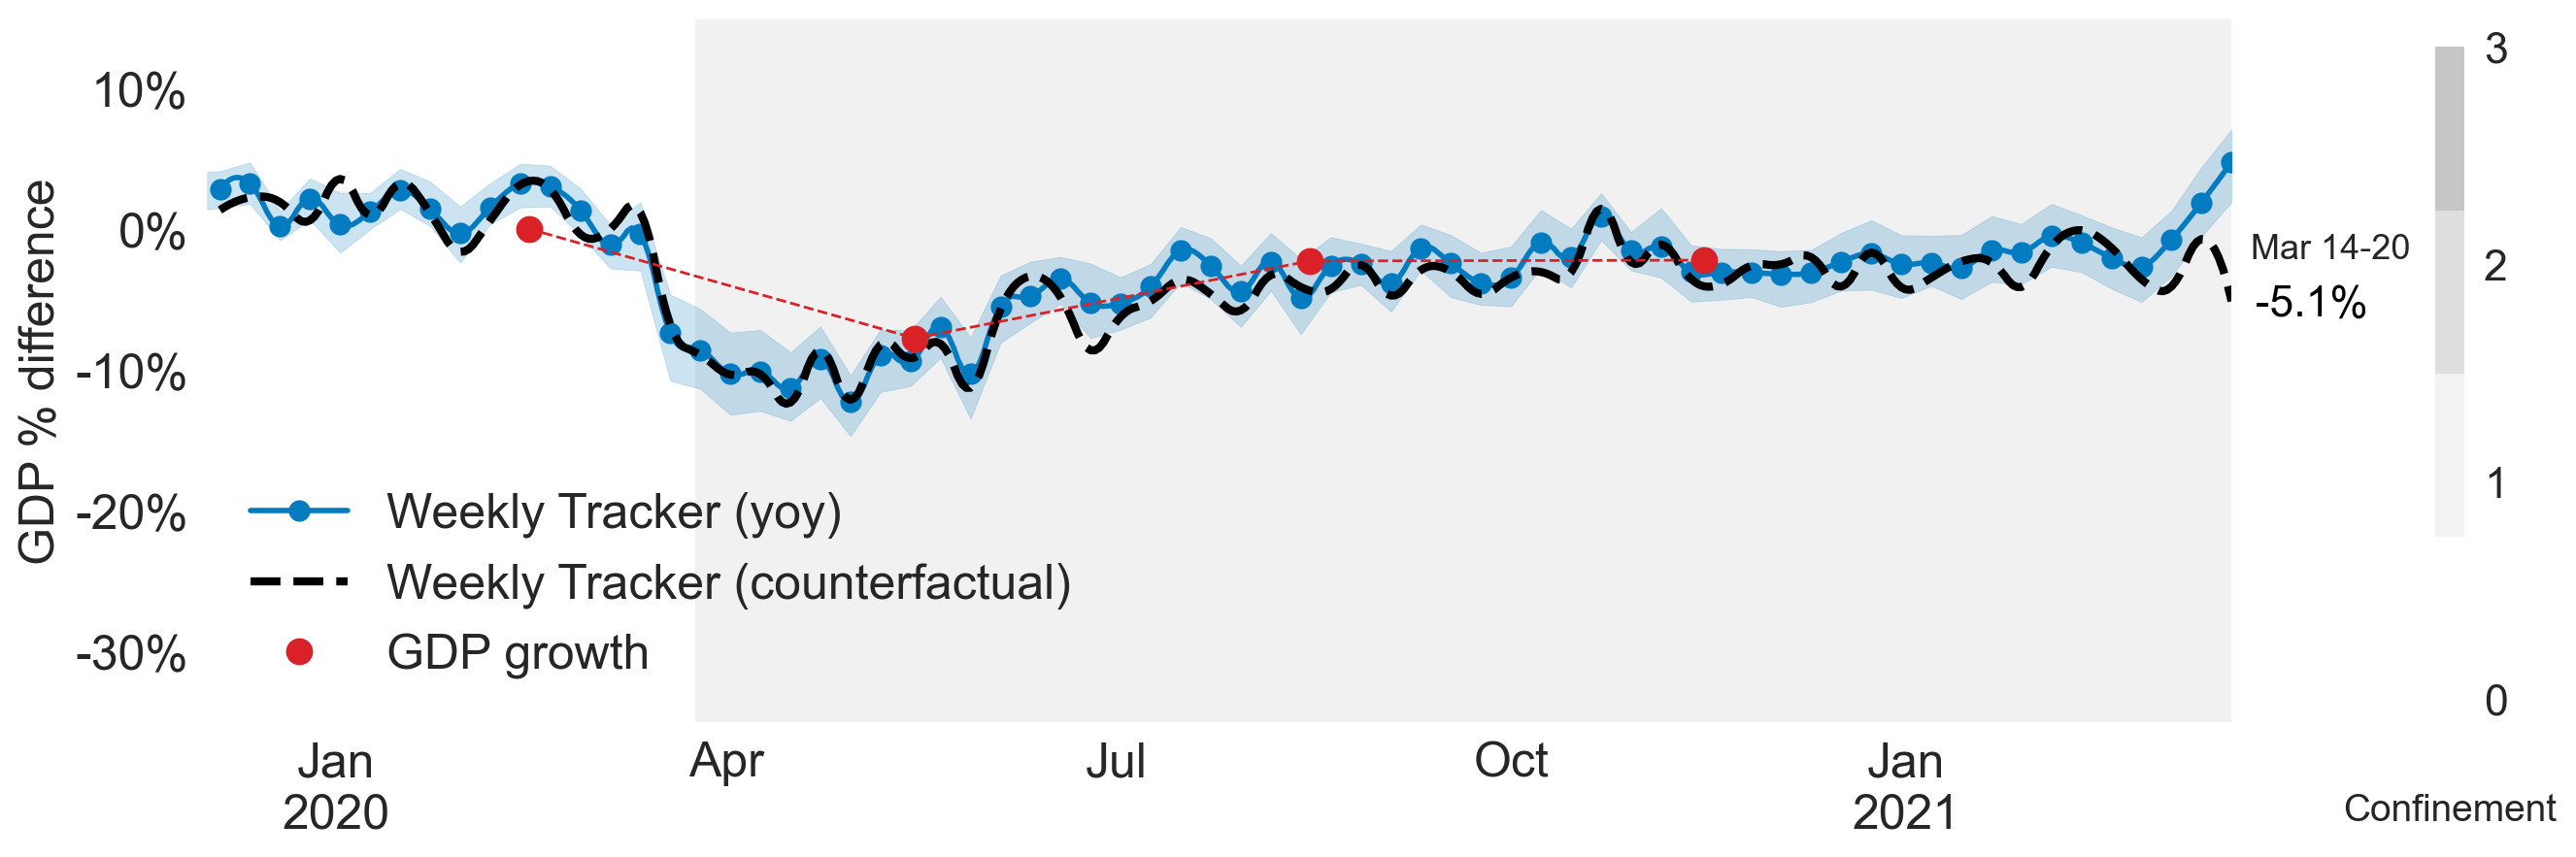 GDP % difference
10%
0%
-10%
-20%
-30%
Weekly Tracker (yoy)
Weekly Tracker (counterfactual)
GDP growth
Jan
2020
Apr
Jul
Oct
Jan
2021
Mar 14-20
-5.1%
3
2
1
0
Confinement